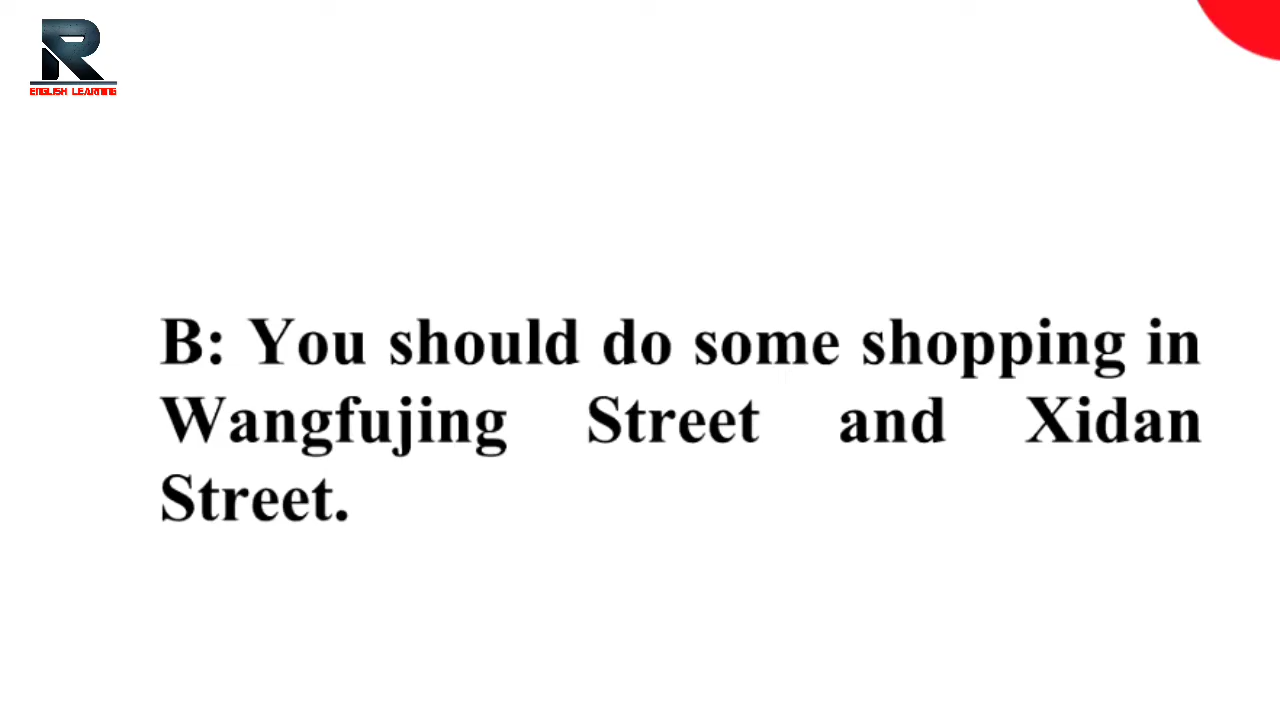 R
ENGLISH LEARNING
B: You should do some shopping in
Wangfujing Street and Xidan
Street.